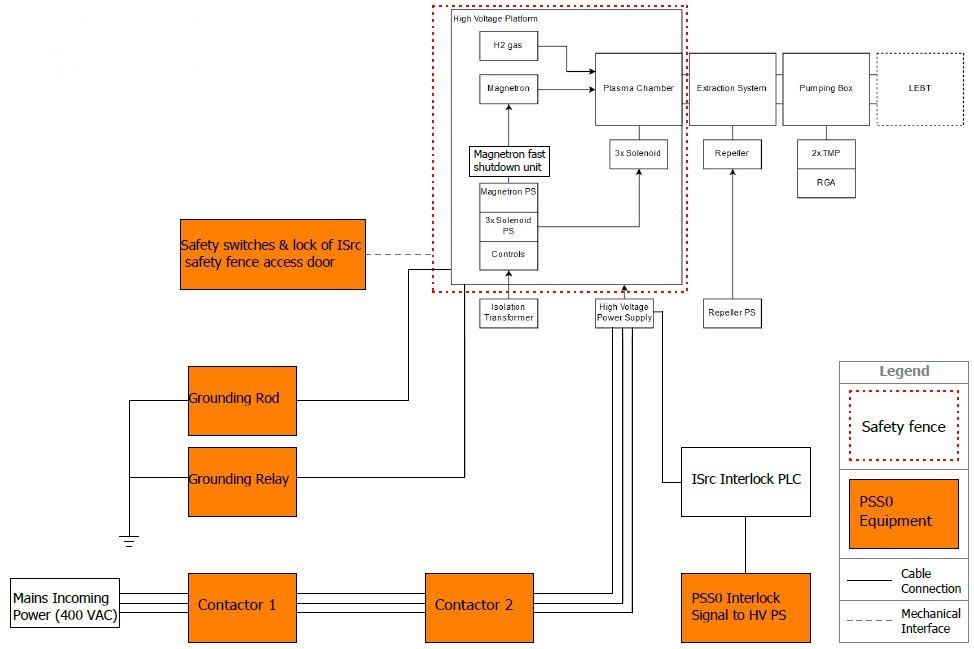 High Voltage Platform
H2 gas
Magnetron
Plasma Chamber
Extraction System
Pumping Box
LEBT
Magnetron fast
shutdown unit
3x Solenoid
Repeller
2x TMP
RGA
Magnetron PS
3x Solenoid
PS
Controls
Safety switches & lock of ISrc
safety fence access door
Isolation
Transformer
High Voltage
Power Supply
Repeller PS
Grounding Rod
Grounding Relay
ISrc Interlock PLC
Mains Incoming
Power (400 VAC)
Contactor 1
Contactor 2
PSS0 Interlock
Signal to HV PS
Legend
Safety fence
PSS0
Equipment
Cable
Connection
Mechanical
Interface